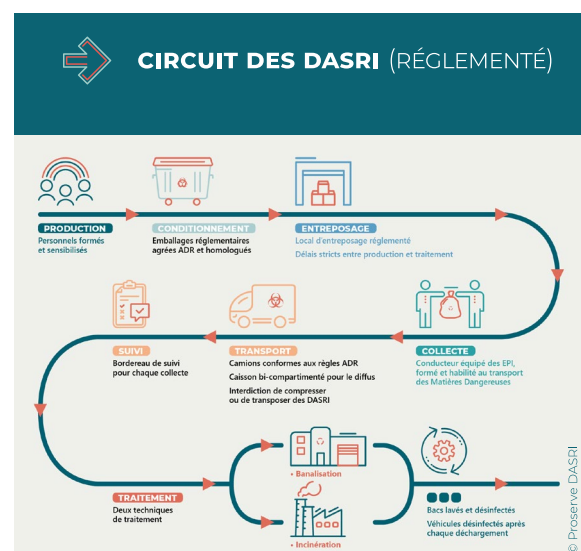 CIRCUIT DES DASRI (RÉGLEMENTÉ)
PRODUCTION
Personnels formés
et sensibilisés
CONDITIONNEMENT
Emballages réglementaires
agrées ADR et homologués
ENTREPOSAGE
Local d'entreposage réglementé
Délais stricts entre production et traitement
SUIVI
Bordereau de suivi
pour chaque collecte
TRANSPORT
Camions conformes aux règles ADR
Caisson bi-compartimenté pour le diffus
Interdiction de compresser
ou de transposer des DASRI
COLLECTE
Conducteur équipé des EPI,
formé et habilité au transport
des Matières Dangereuses
TRAITEMENT
Deux techniques
de traitement
• Banalisation
• Incinération
Bacs lavés et désinfectés
Véhicules désinfectés après
chaque déchargement
© Proserve DASRI